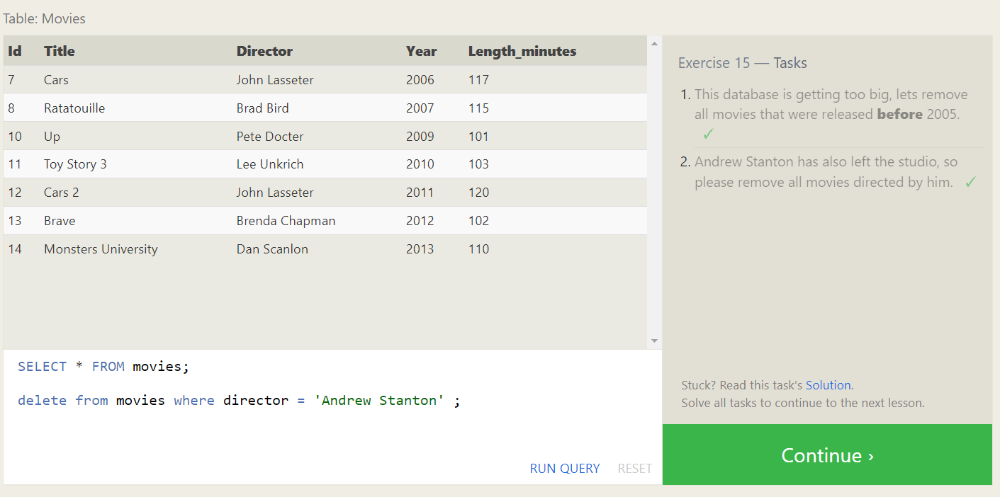 Table: Movies
Id Title Director Year Length_minutes
7 Cars John Lasseter 2006 117
8 Ratatouille Brad Bird 2007 115
10 Up Pete Docter 2009 101
11 Toy Story 3 Lee Unkrich 2010 103
12 Cars 2 John Lasseter 2011 120
13 Brave Brenda Chapman 2012 102
14 Monsters University Dan Scanlon 2013 110
SELECT * FROM movies;
delete from movies where director = 'Andrew Stanton' ;
RUN QUERY RESET
Exercise 15 — Tasks
1. This database is getting too big, lets remove
all movies that were released before 2005.
✓
2. Andrew Stanton has also left the studio, so
please remove all movies directed by him. ✓
Stuck? Read this task's Solution.
Solve all tasks to continue to the next lesson.
Continue ›